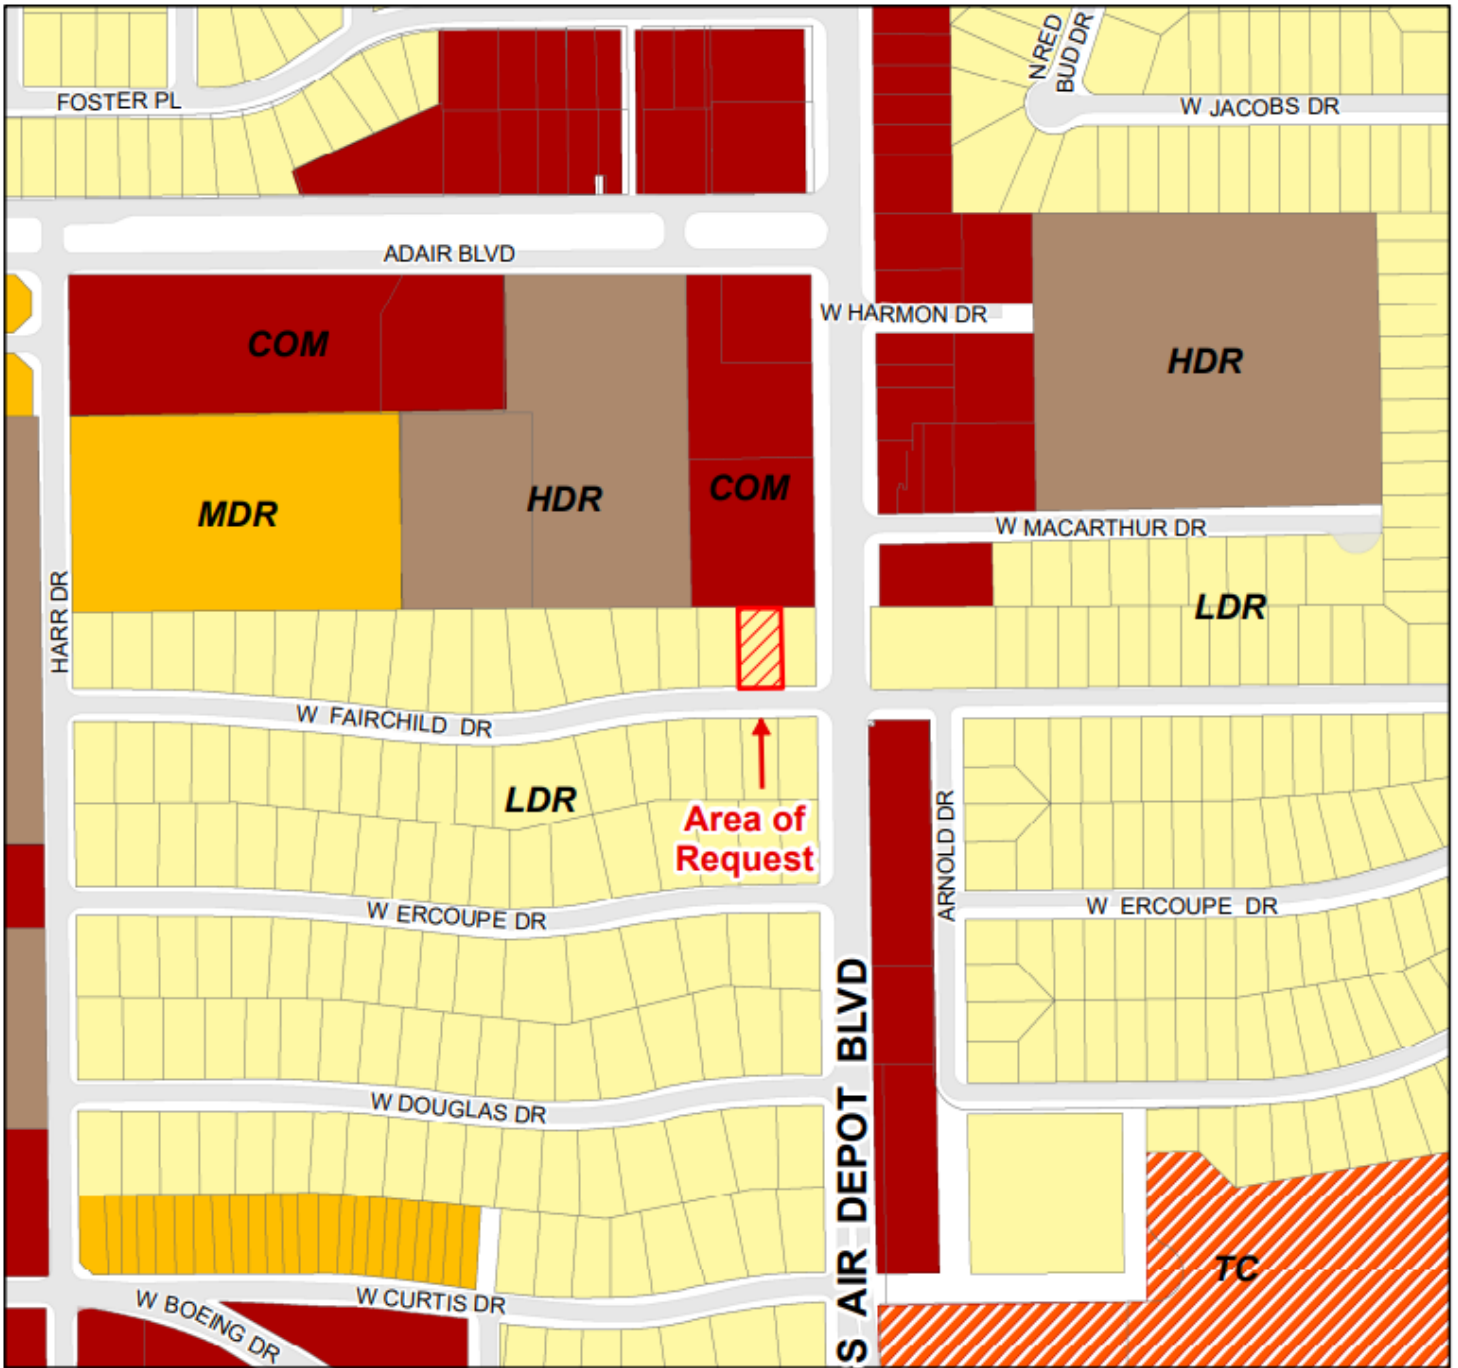 N RED
BUD DR
FOSTER PL
W JACOBS DR
ADAIR BLVD
W HARMON DR
COM
HDR
MDR
HDR
COM
W MACARTHUR DR
HARR DR
LDR
W FAIRCHILD DR
LDR
Area of
Request
ARNOLD DR
W ERCOUPE DR
W ERCOUPE DR
S AIR DEPOT BLVD
W DOUGLAS DR
TC
W BOEING DR
W CURTIS DR